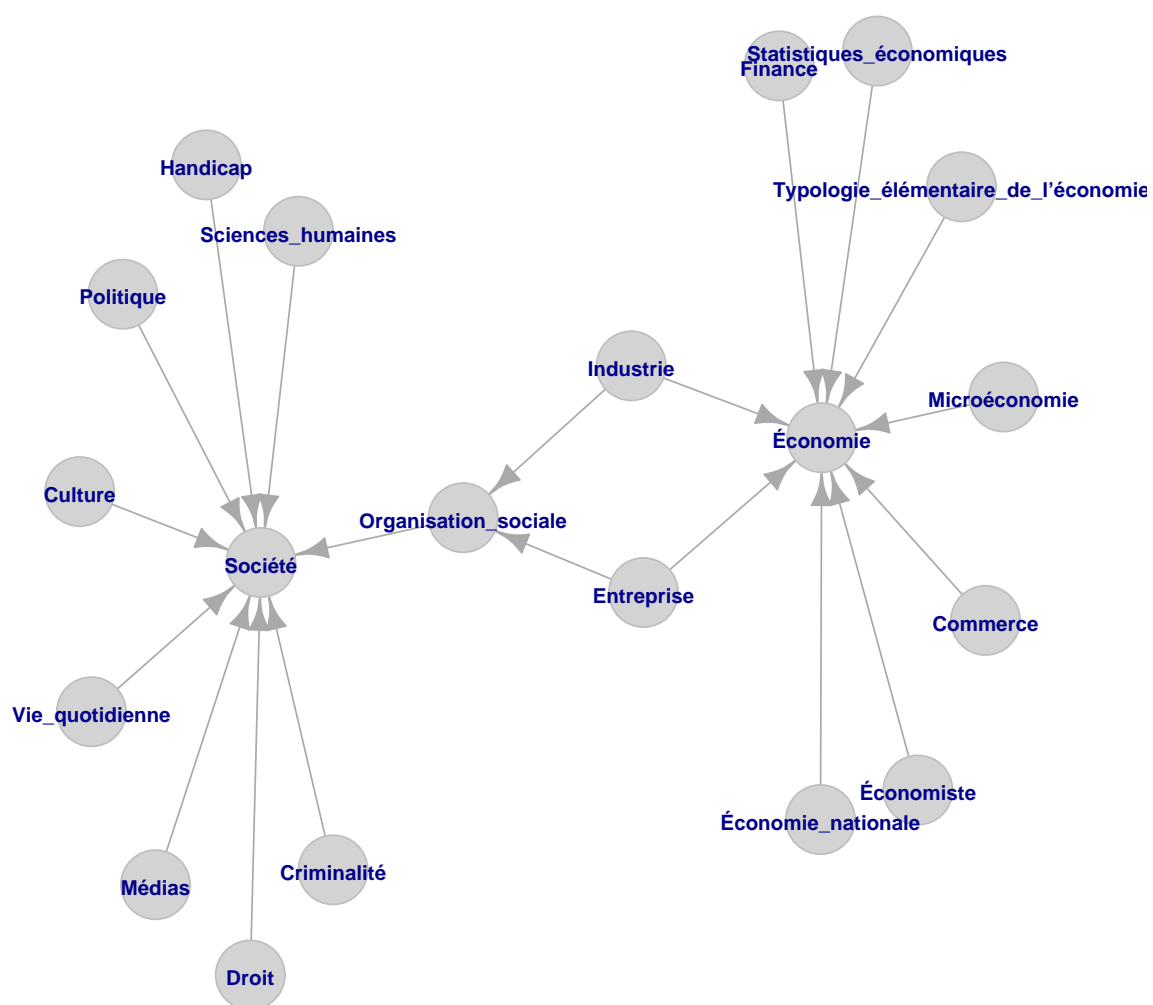 Statistiques_économiques
Finance
Handicap
Typologie_élémentaire_de_l'économie
Sciences_humaines
Politique
Industrie
Microéconomie
Économie
Culture
Organisation_sociale
Société
Entreprise
Commerce
Vie_quotidienne
Économiste
Économie_nationale
Criminalité
Médias
Droit